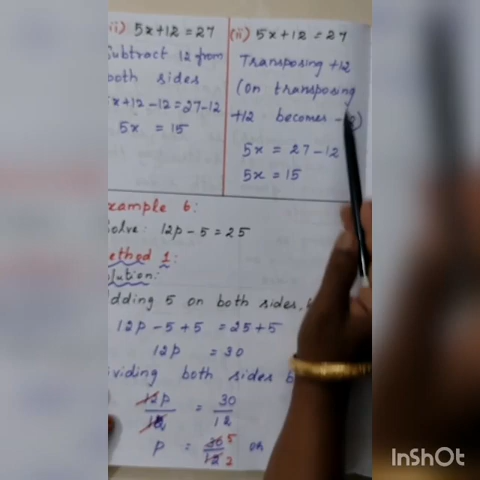 ii) 5x+12=27
Subtract 12 from
both sides
x+12-12=27-12
5x = 15
(ii) 5x+12=27
Transposing +12
(on transposing
+12 becomes -
5x = 27-12
5x = 15
Example 6:
Solve: 12p-5=25
Method 1:
Solution:
Adding 5 on both sides,
12p-5+5 = 25+5
12p = 30
Dividing both sides b
12p/12 = 30/12
p = 30/12 5/2 or
InShOt